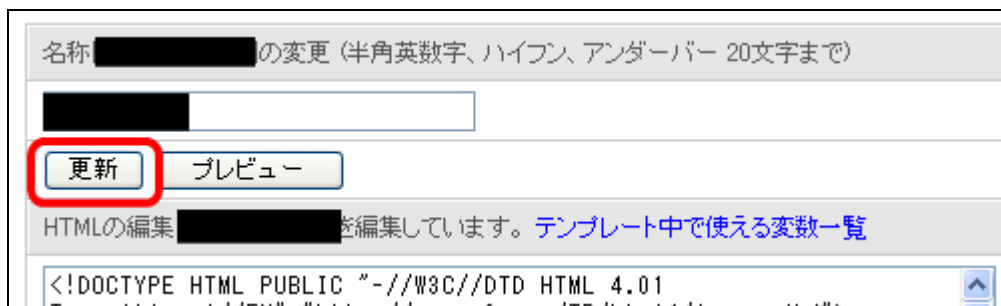 名称 の変更 (半角英数字、ハイフン、アンダーバー 20文字まで)
更新 プレビュー
HTMLの編集 を編集しています。テンプレート中で使える変数一覧
<!DOCTYPE HTML PUBLIC "-//W3C//DTD HTML 4.01